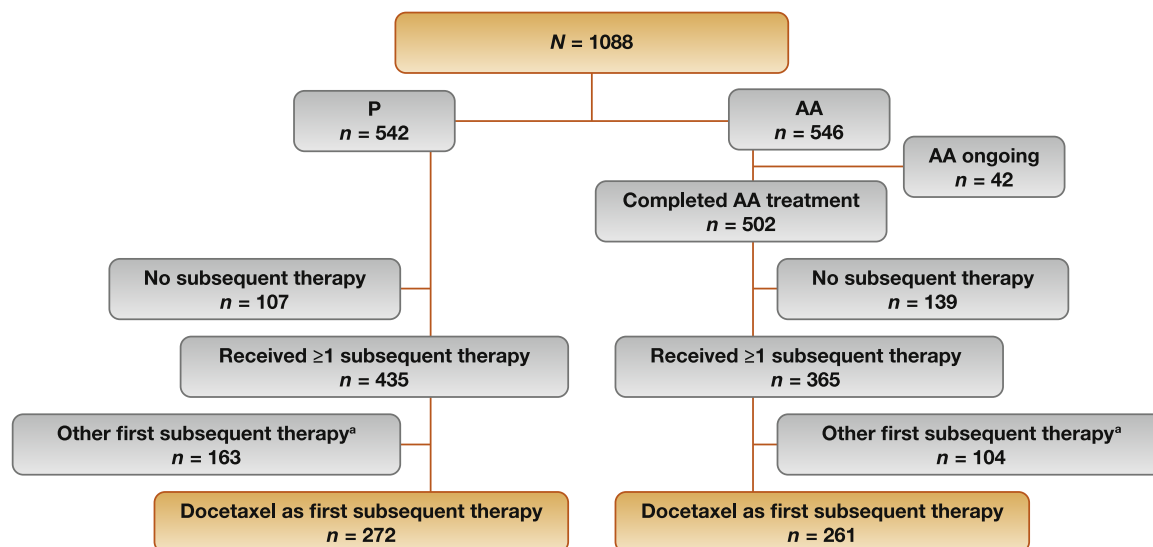 N = 1088
P
n = 542
AA
n = 546
AA ongoing
n = 42
Completed AA treatment
n = 502
No subsequent therapy
n = 107
No subsequent therapy
n = 139
Received ≥1 subsequent therapy
n = 435
Received ≥1 subsequent therapy
n = 365
Other first subsequent therapyᵃ
n = 163
Other first subsequent therapyᵃ
n = 104
Docetaxel as first subsequent therapy
n = 272
Docetaxel as first subsequent therapy
n = 261